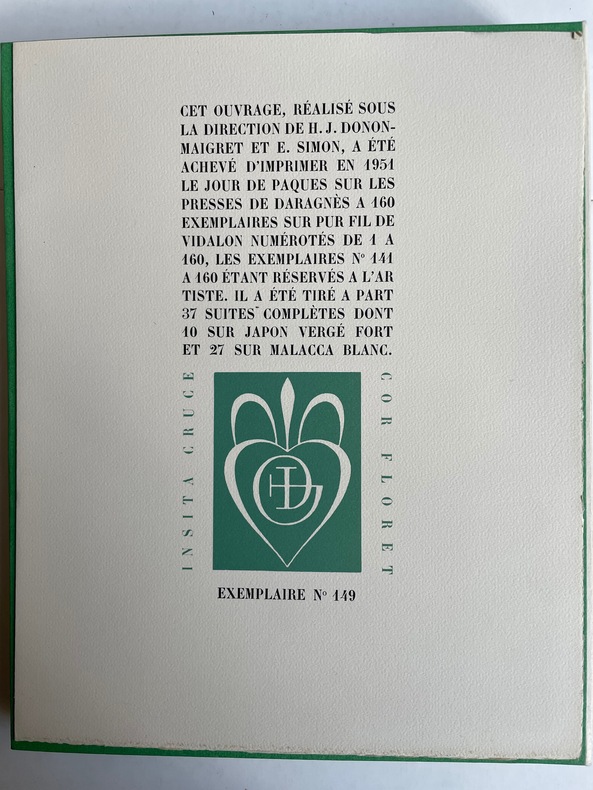 CET OUVRAGE, RÉALISÉ SOUS
LA DIRECTION DE H. J. DONON-
MAIGRET ET E. SIMON, A ÉTÉ
ACHEVÉ D'IMPRIMER EN 1951
LE JOUR DE PAQUES SUR LES
PRESSES DE DARAGNÈS A 160
EXEMPLAIRES SUR PUR FIL DE
VIDALON NUMÉROTÉS DE 1 A
160, LES EXEMPLAIRES Nº 141
A 160 ÉTANT RÉSERVÉS A L'AR
TISTE. IL A ÉTÉ TIRÉ A PART
37 SUITES COMPLÈTES DONT
10 SUR JAPON VERGÉ FORT
ET 27 SUR MALACCA BLANC.
INSITA CRUCE
COR FLORET
EXEMPLAIRE Nº 149